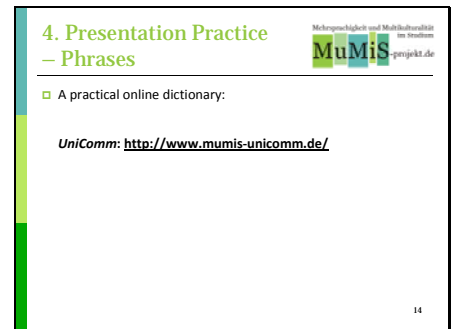 4. Presentation Practice
– Phrases
Mehrsprachigkeit und Multikulturalität
im Studium
MuMiS-projekt.de
A practical online dictionary:
UniComm: http://www.mumis-unicomm.de/
14